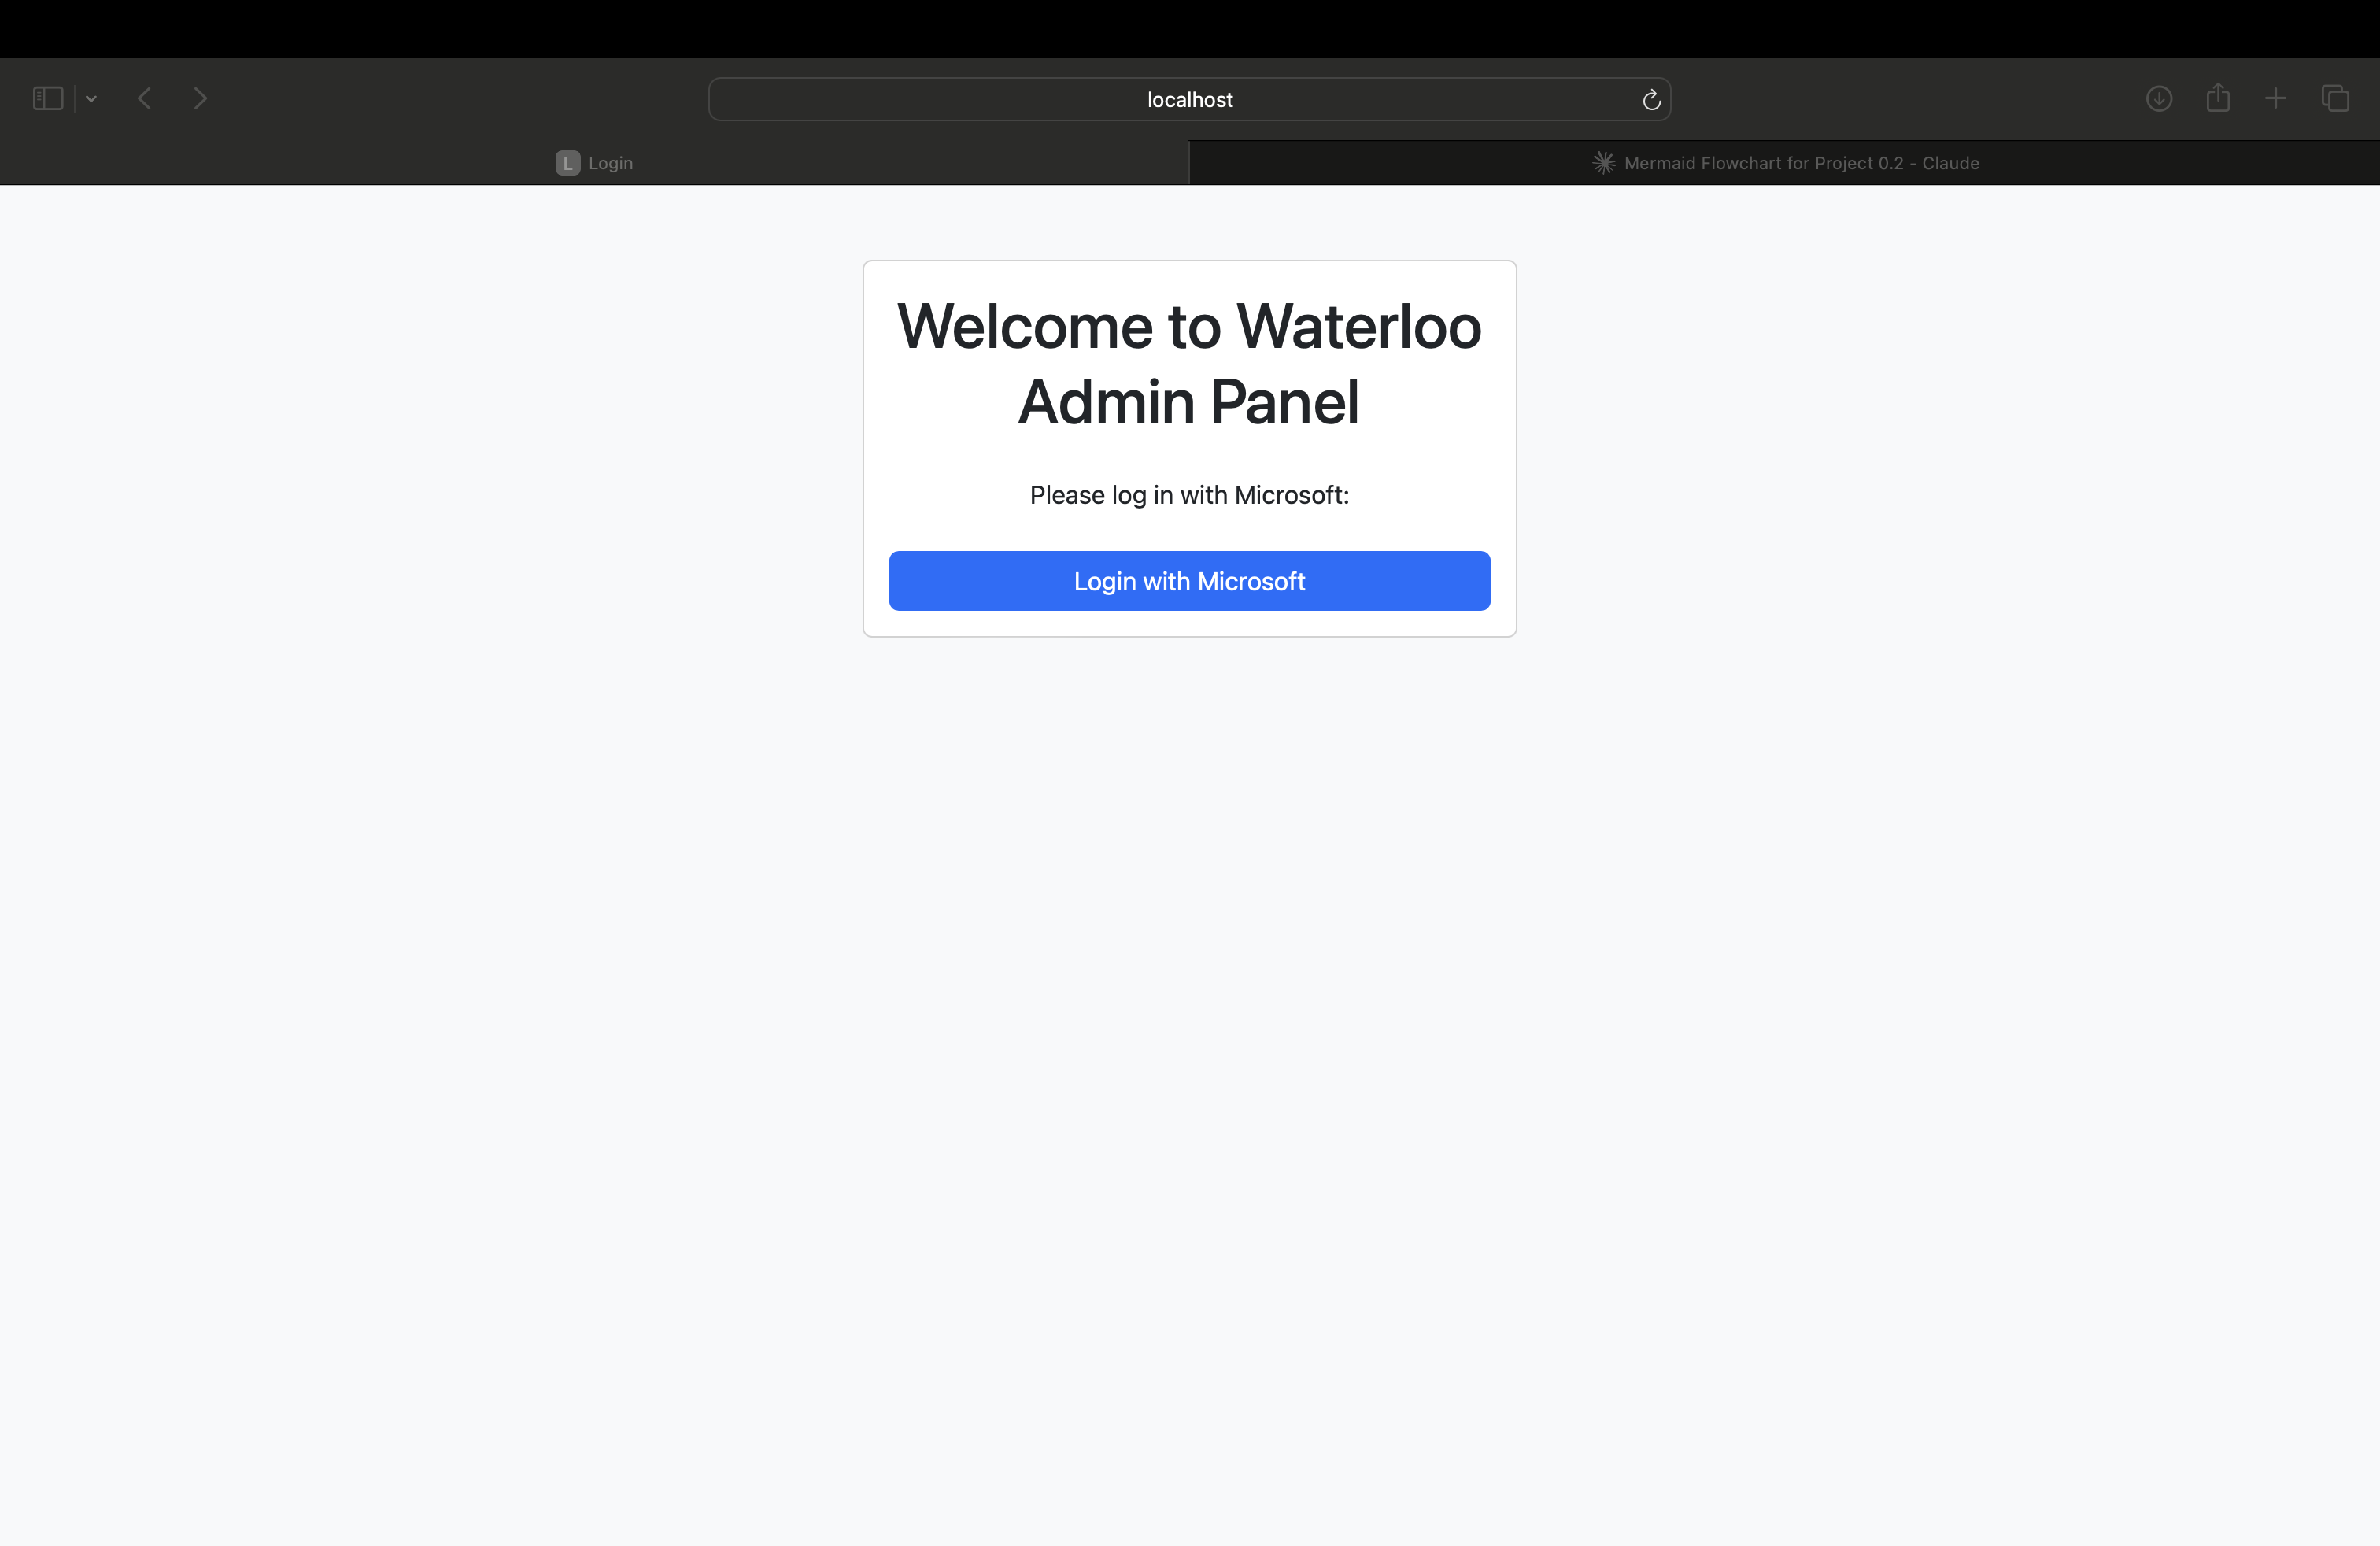 localhost
L Login
Mermaid Flowchart for Project 0.2 - Claude
Welcome to Waterloo
Admin Panel
Please log in with Microsoft:
Login with Microsoft